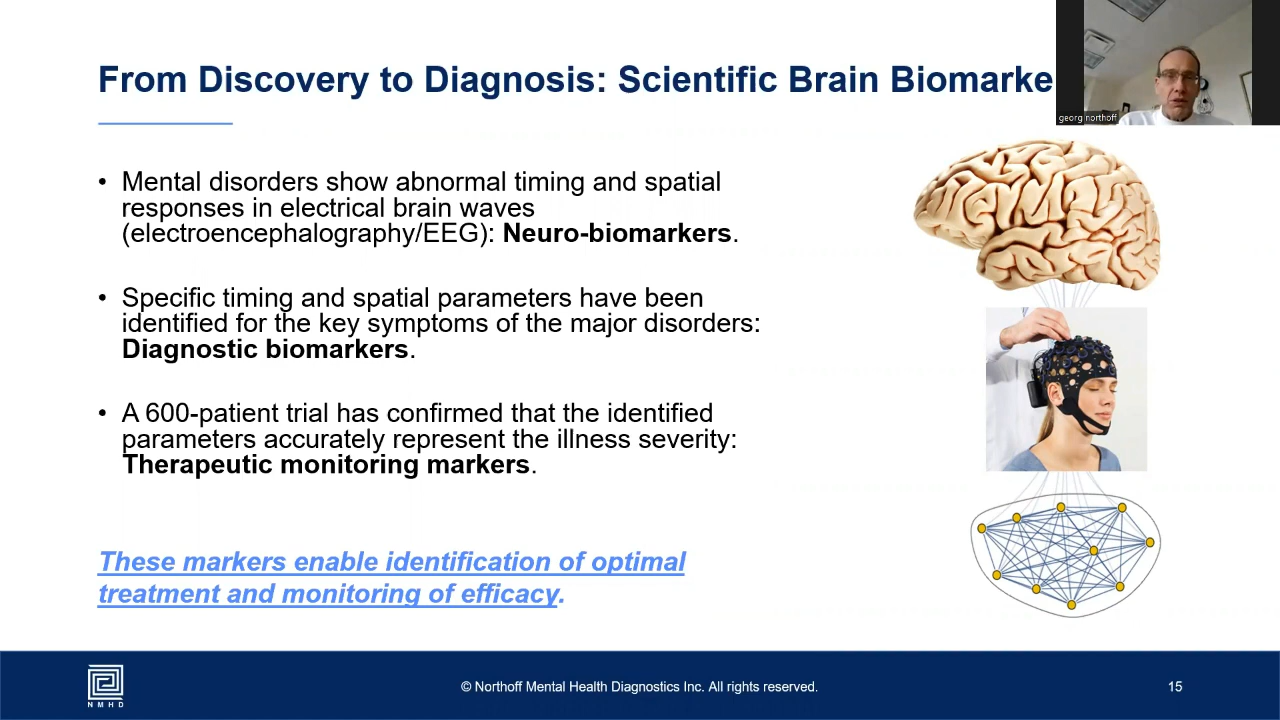 From Discovery to Diagnosis: Scientific Brain Biomarke
georg northoff
• Mental disorders show abnormal timing and spatial
responses in electrical brain waves
(electroencephalography/EEG): Neuro-biomarkers.
• Specific timing and spatial parameters have been
identified for the key symptoms of the major disorders:
Diagnostic biomarkers.
• A 600-patient trial has confirmed that the identified
parameters accurately represent the illness severity:
Therapeutic monitoring markers.
These markers enable identification of optimal
treatment and monitoring of efficacy.
NMHD
© Northoff Mental Health Diagnostics Inc. All rights reserved.
15